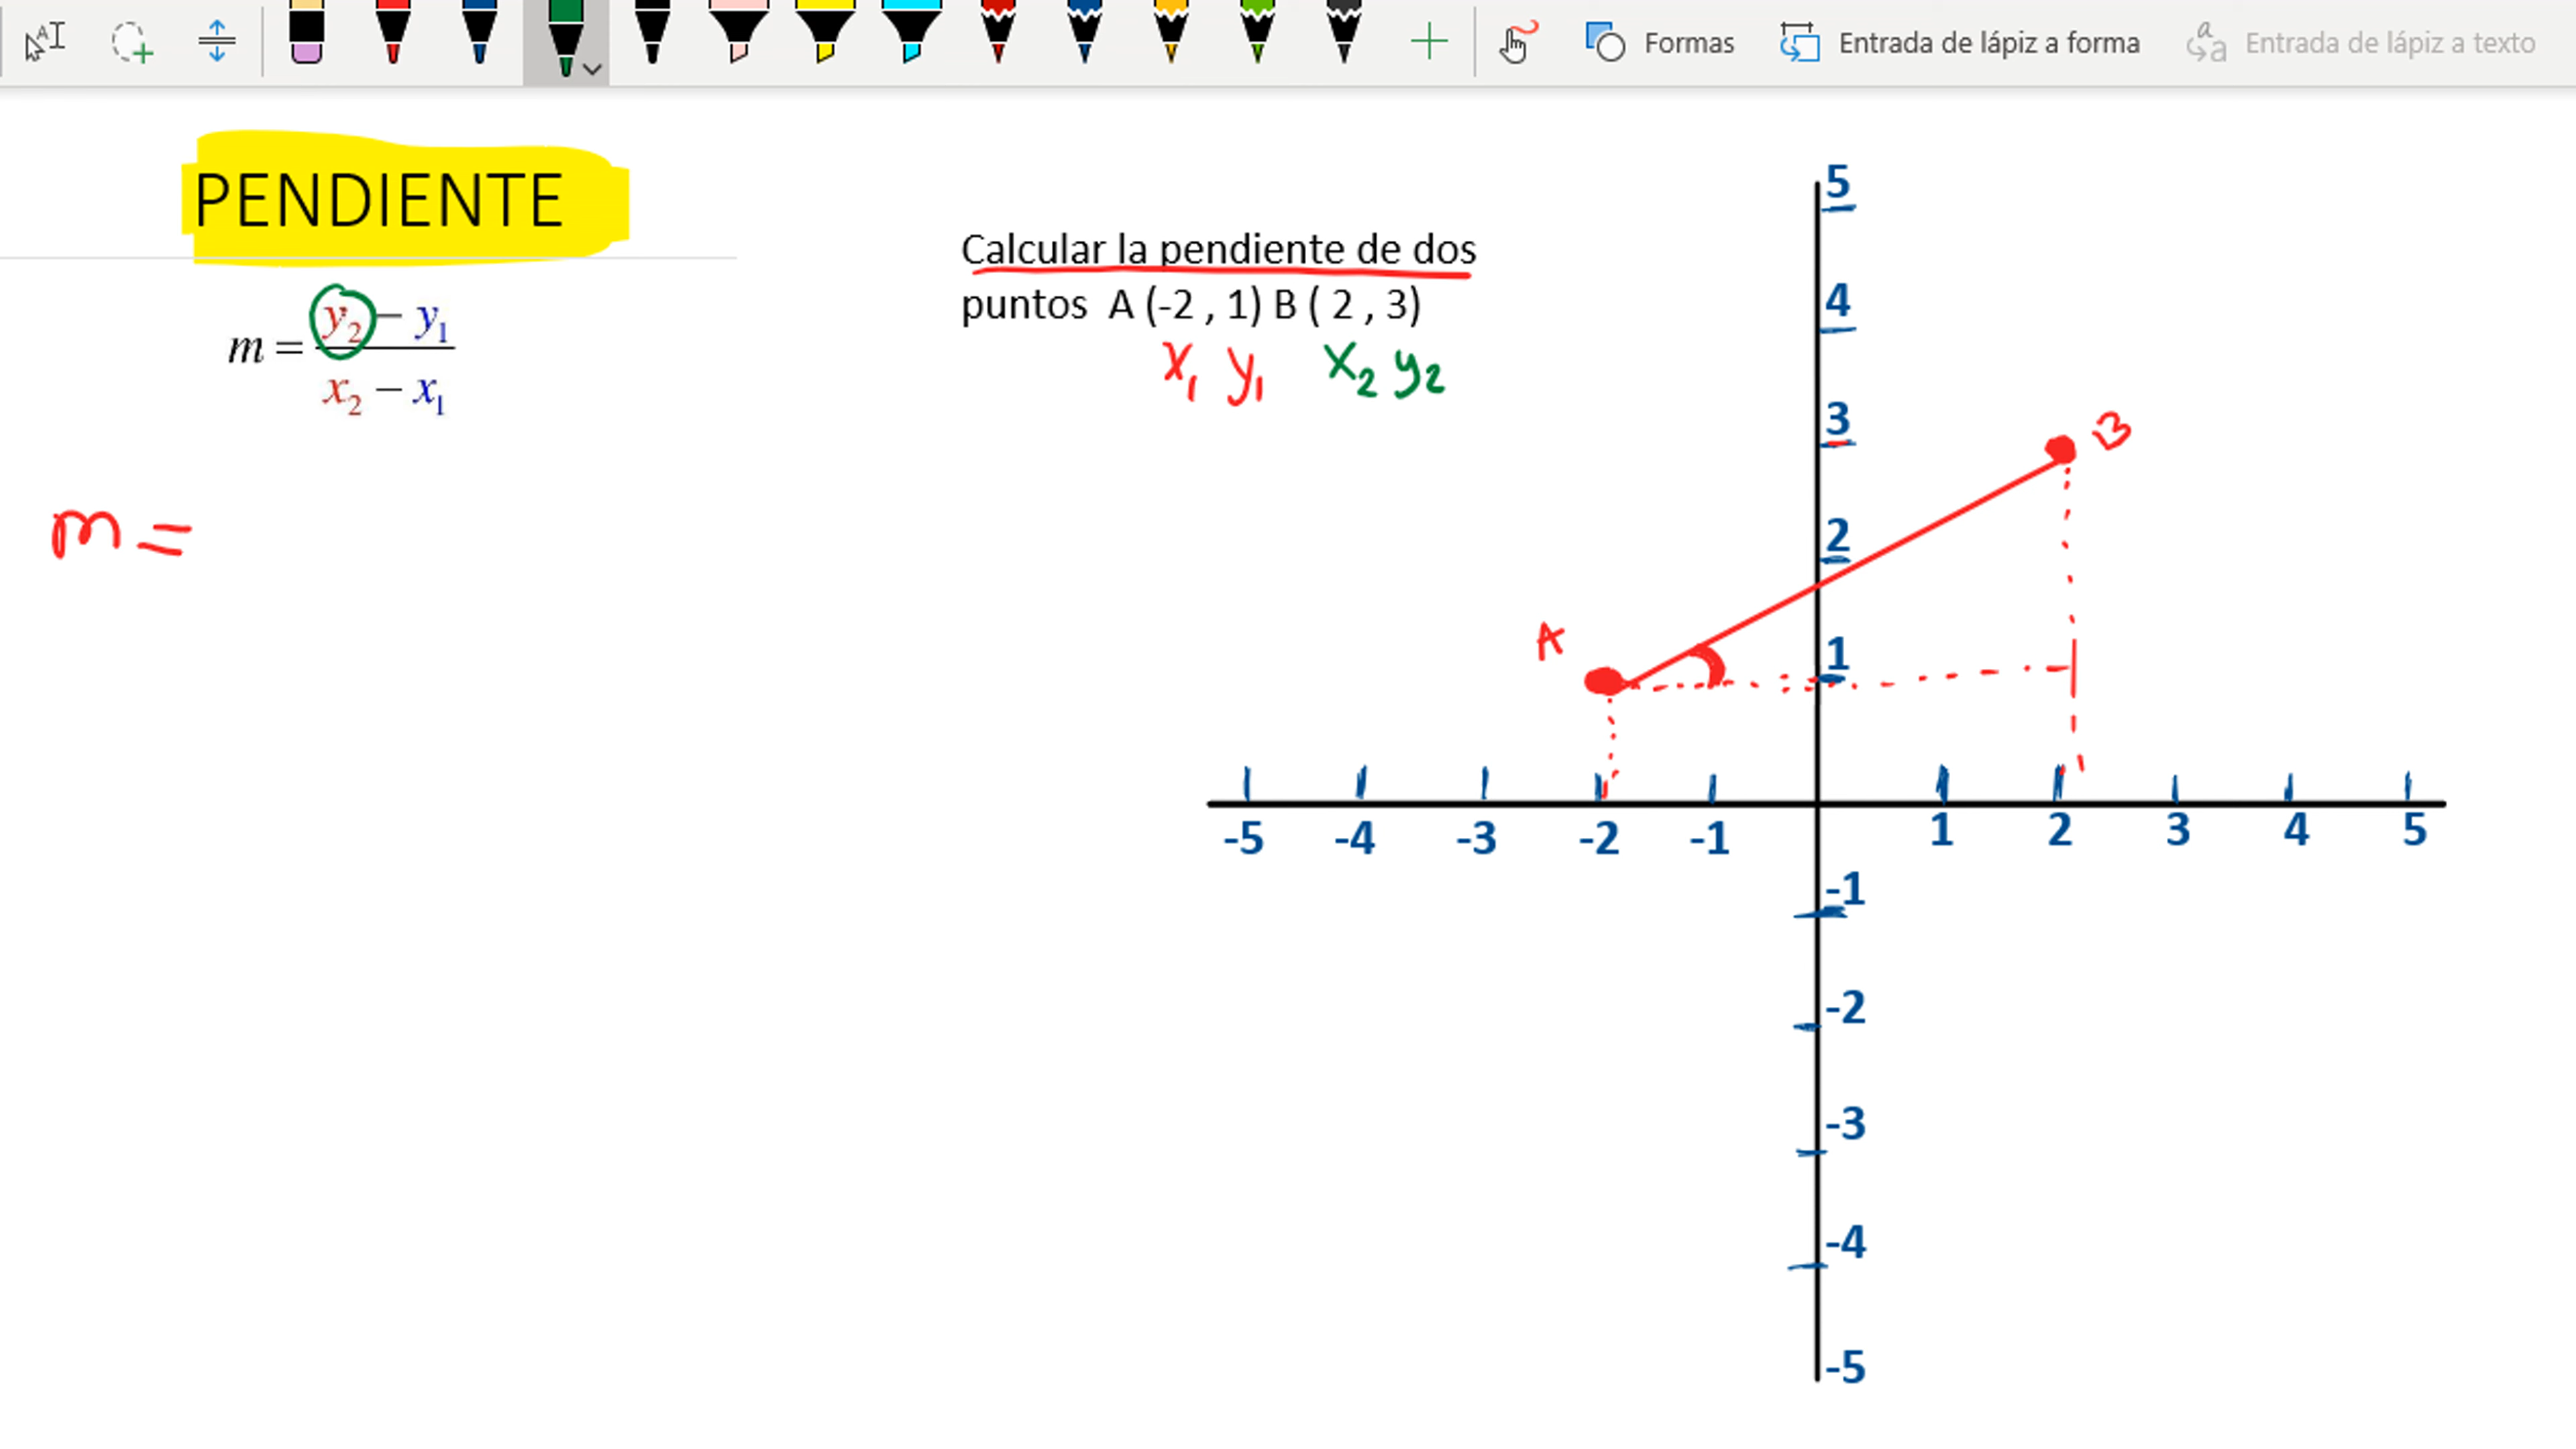 Formas Entrada de lápiz a forma Entrada de lápiz a texto
PENDIENTE
m = y2 − y1
x2 − x1
m =
Calcular la pendiente de dos
puntos A (-2 , 1) B ( 2 , 3)
x1 y1 x2 y2
5
4
3
B
2
A
1
-5 -4 -3 -2 -1 1 2 3 4 5
-1
-2
-3
-4
-5